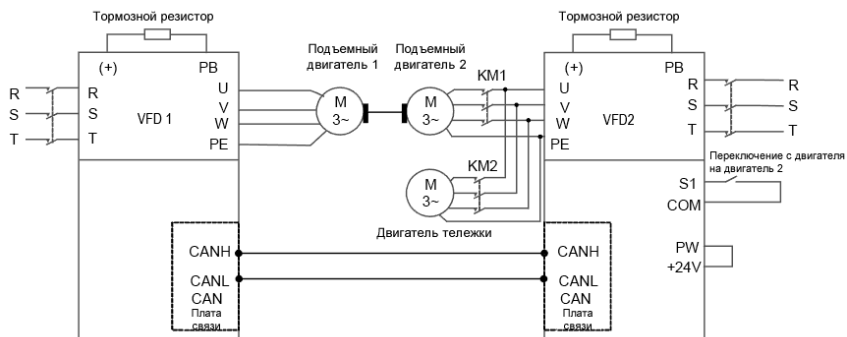 Тормозной резистор
Тормозной резистор
(+) PB
Подъемный двигатель 1
Подъемный двигатель 2
KM1
(+) PB
R
S
T
R
S
T
VFD 1
U
V
W
PE
M
3~
M
3~
U
V
W
PE
VFD2
R
S
T
R
S
T
KM2
M
3~
Двигатель тележки
Переключение с двигателя
на двигатель 2
S1
COM
PW
+24V
CANH
CANL
CAN
Плата
связи
CANH
CANL
CAN
Плата
связи